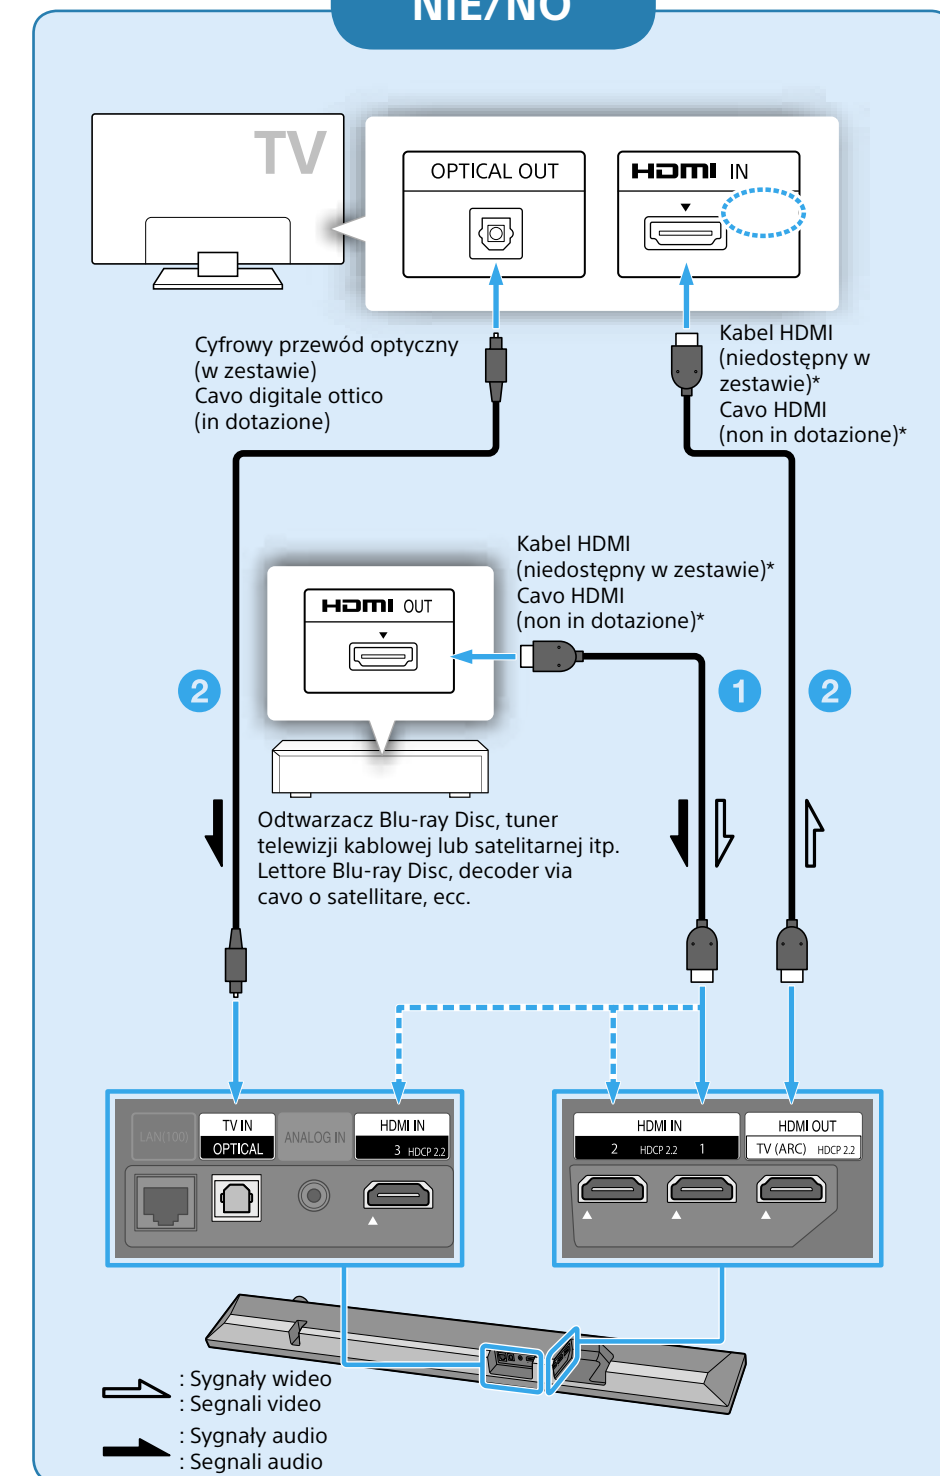 NIE/NO
TV
OPTICAL OUT
HDMI IN
Cyfrowy przewód optyczny
(w zestawie)
Cavo digitale ottico
(in dotazione)
Kabel HDMI
(niedostępny w
zestawie)*
Cavo HDMI
(non in dotazione)*
Kabel HDMI
(niedostępny w zestawie)*
Cavo HDMI
(non in dotazione)*
HDMI OUT
2
1
2
Odtwarzacz Blu-ray Disc, tuner
telewizji kablowej lub satelitarnej itp.
Lettore Blu-ray Disc, decoder via
cavo o satellitare, ecc.
LAN(100)
TV IN
OPTICAL
ANALOG IN
HDMI IN
3 HDCP 2.2
HDMI IN
2 HDCP 2.2 1
HDMI OUT
TV (ARC) HDCP 2.2
: Sygnały wideo
: Segnali video
: Sygnały audio
: Segnali audio